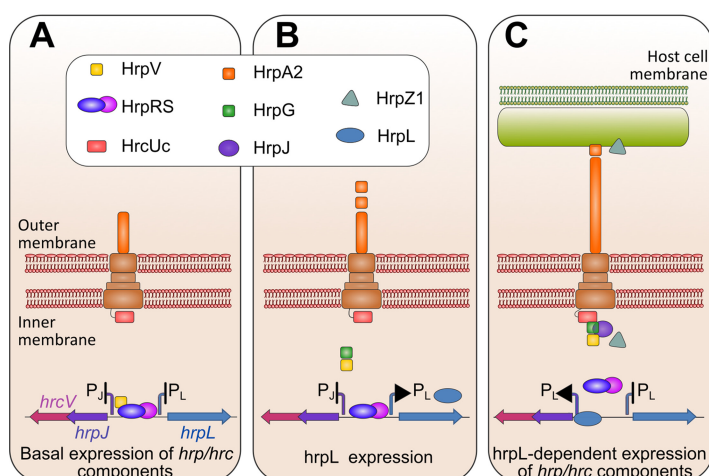 A
B
C
Host cell
membrane
HrpV
HrpA2
HrpRS
HrpG
HrpZ1
HrcUc
HrpJ
HrpL
Outer
membrane
Inner
membrane
PJ
PL
hrcV
hrpJ
hrpL
Basal expression of hrp/hrc
components
PJ
PL
hrpL expression
PL
PL
hrpL-dependent expression
of hrp/hrc components